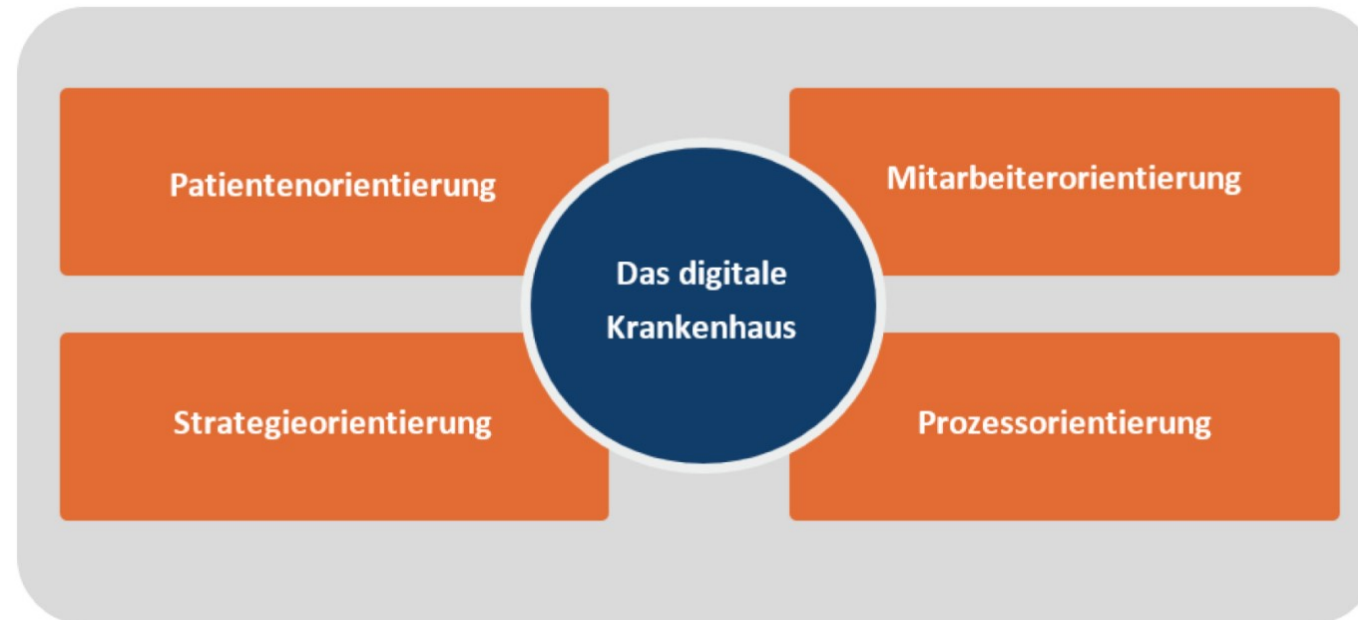 Patientenorientierung
Mitarbeiterorientierung
Das digitale
Krankenhaus
Strategieorientierung
Prozessorientierung